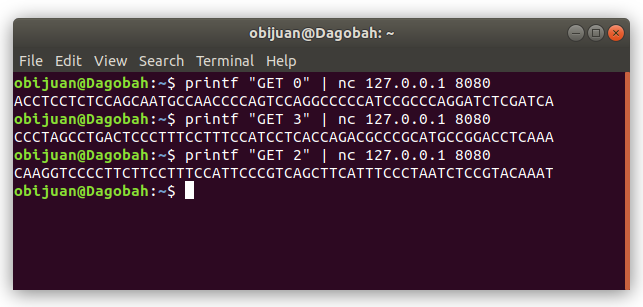 obijuan@Dagobah: ~
File Edit View Search Terminal Help
obijuan@Dagobah:~$ printf "GET 0" | nc 127.0.0.1 8080
ACCTCCTCTCCAGCAATGCCAACCCCAGTCCAGGCCCCCATCCGCCCAGGATCTCGATCA
obijuan@Dagobah:~$ printf "GET 3" | nc 127.0.0.1 8080
CCCTAGCCTGACTCCCTTTCCTTTCCATCCTCACCAGACGCCCGCATGCCGGACCTCAAA
obijuan@Dagobah:~$ printf "GET 2" | nc 127.0.0.1 8080
CAAGGTCCCCTTCTTCCTTTCCATTCCCGTCAGCTTCATTTCCCTAATCTCCGTACAAAT
obijuan@Dagobah:~$